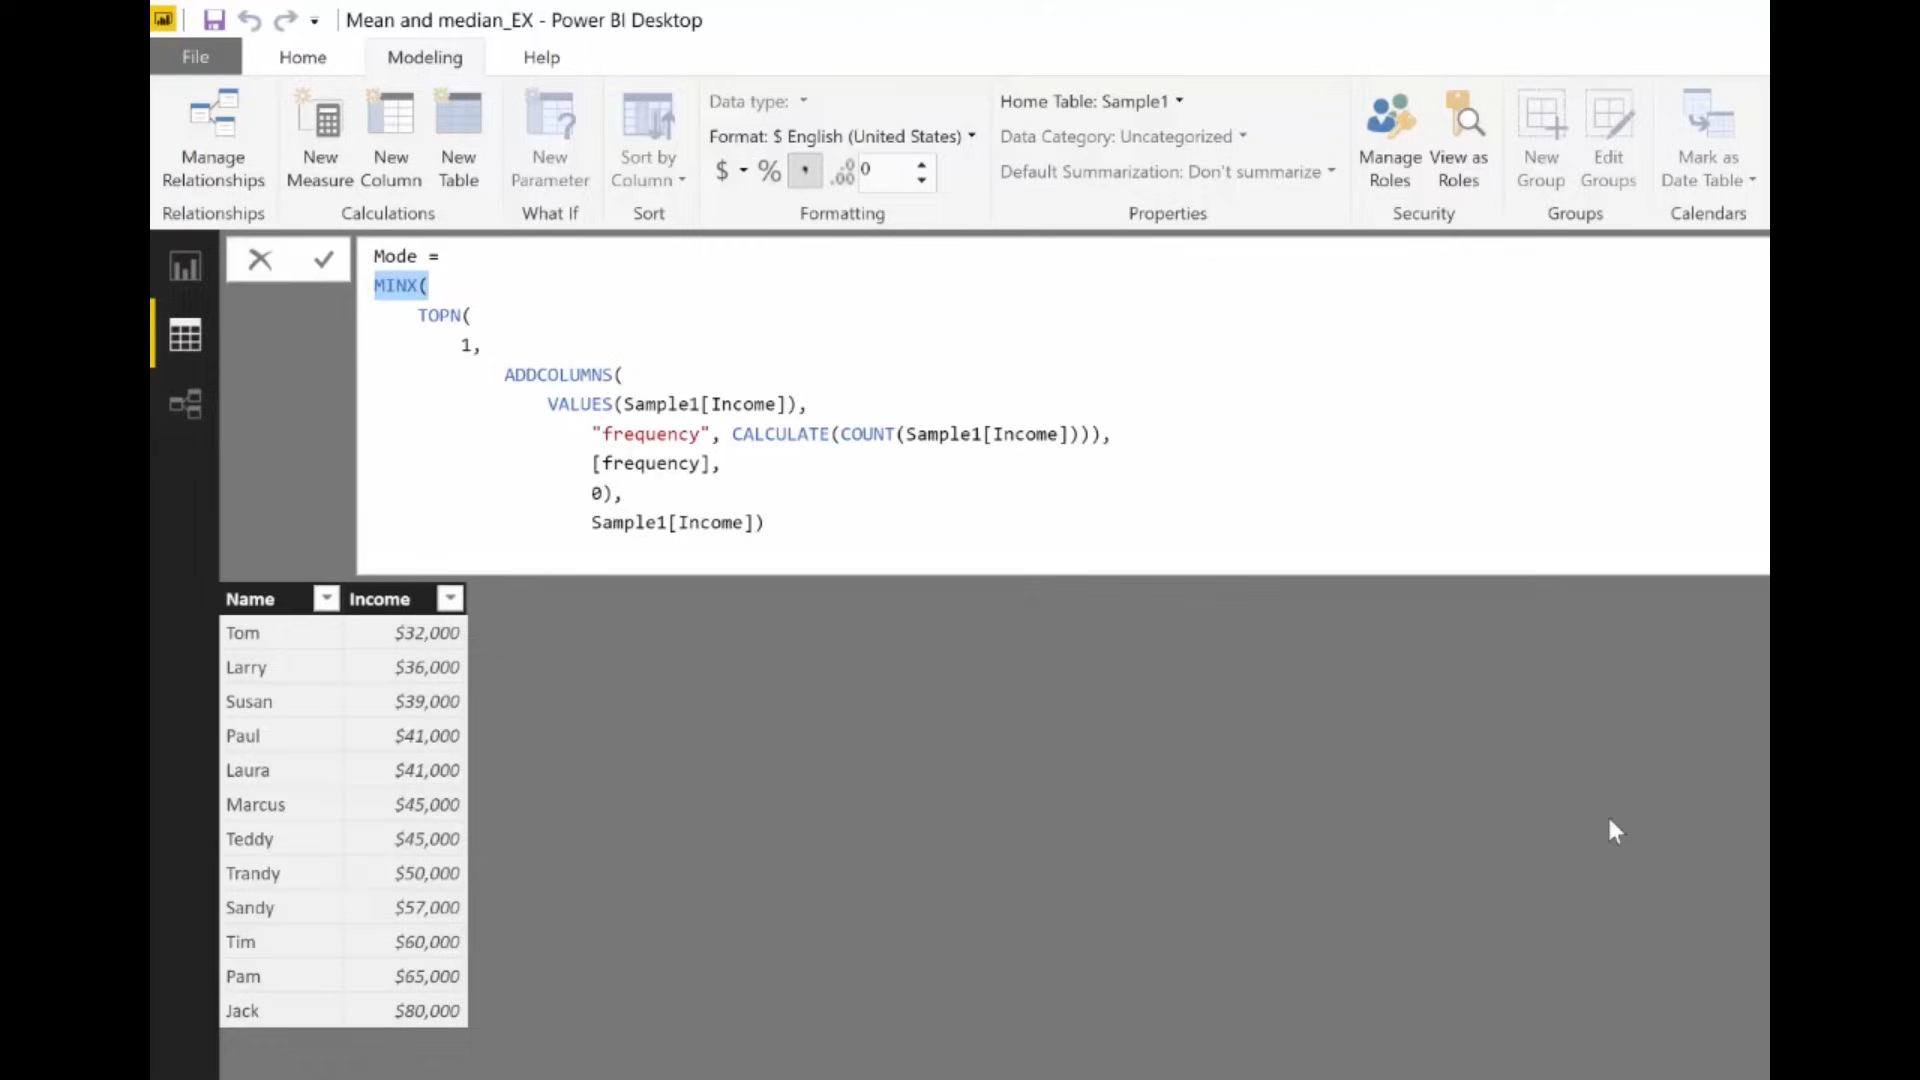 Mean and median_EX - Power BI Desktop
File Home Modeling Help
Manage Relationships
New Measure
New Column
New Table
New Parameter
Sort by Column
Data type:
Format: $ English (United States)
$ % , .00 0
Home Table: Sample1
Data Category: Uncategorized
Default Summarization: Don't summarize
Manage Roles
View as Roles
New Group
Edit Groups
Mark as Date Table
Relationships Calculations What If Sort Formatting Properties Security Groups Calendars
Mode =
MINX(
TOPN(
1,
ADDCOLUMNS(
VALUES(Sample1[Income]),
"frequency", CALCULATE(COUNT(Sample1[Income]))),
[frequency],
0),
Sample1[Income])
Name Income
Tom $32,000
Larry $36,000
Susan $39,000
Paul $41,000
Laura $41,000
Marcus $45,000
Teddy $45,000
Trandy $50,000
Sandy $57,000
Tim $60,000
Pam $65,000
Jack $80,000